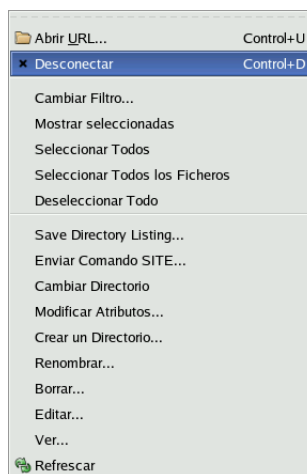 Abrir URL... Control+U
Desconectar Control+D
Cambiar Filtro...
Mostrar seleccionadas
Seleccionar Todos
Seleccionar Todos los Ficheros
Deseleccionar Todo
Save Directory Listing...
Enviar Comando SITE...
Cambiar Directorio
Modificar Atributos...
Crear un Directorio...
Renombrar...
Borrar...
Editar...
Ver...
Refrescar